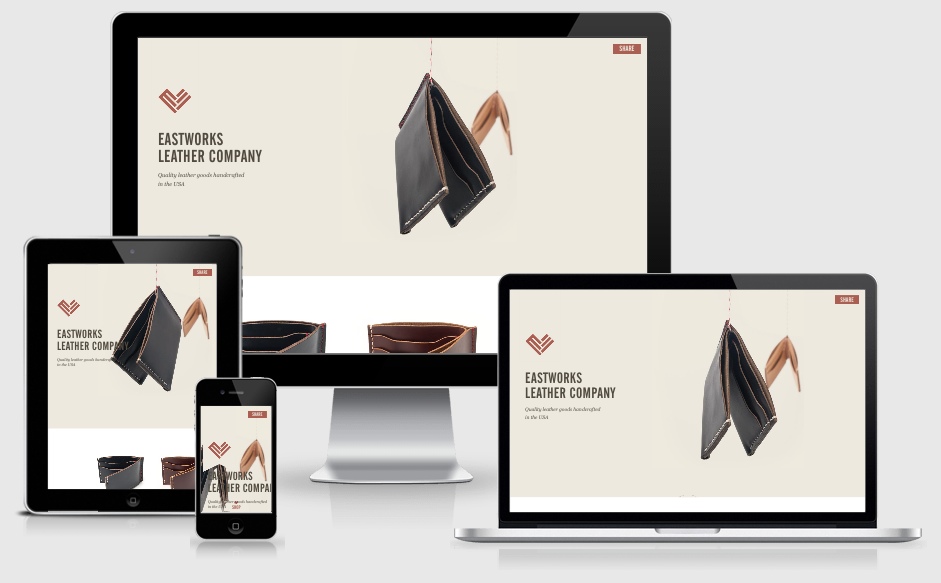 SHARE
EASTWORKS
LEATHER COMPANY
Quality leather goods handcrafted
in the USA
SHARE
EASTWORKS
LEATHER COMPANY
Quality leather goods handcrafted
in the USA
SHARE
EASTWORKS
LEATHER COMPAN
Quality leather goods handcrafted
in the USA
SHOP
SHARE
EASTWORKS
LEATHER COMPANY
Quality leather goods handcrafted
in the USA